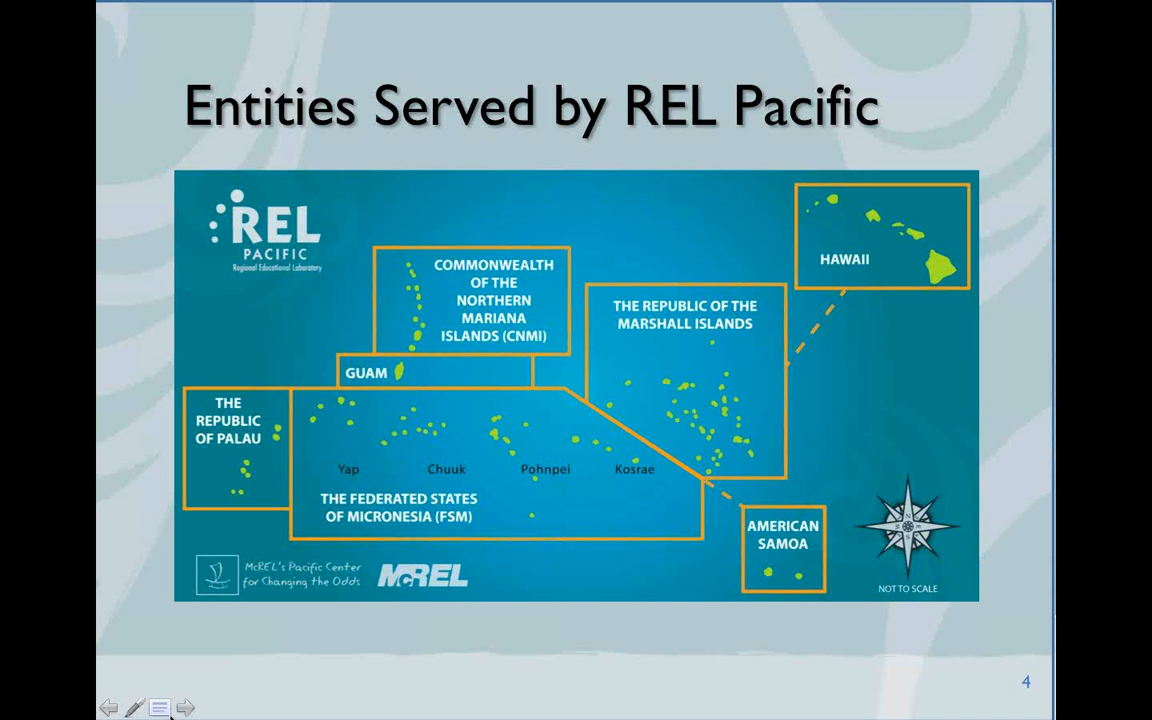 Entities Served by REL Pacific
REL
PACIFIC
Regional Educational Laboratory
HAWAII
COMMONWEALTH
OF THE
NORTHERN
MARIANA
ISLANDS (CNMI)
THE REPUBLIC OF THE
MARSHALL ISLANDS
GUAM
THE
REPUBLIC
OF PALAU
Yap
Chuuk
Pohnpei
Kosrae
THE FEDERATED STATES
OF MICRONESIA (FSM)
AMERICAN
SAMOA
McREL's Pacific Center
for Changing the Odds
McREL
NOT TO SCALE
4